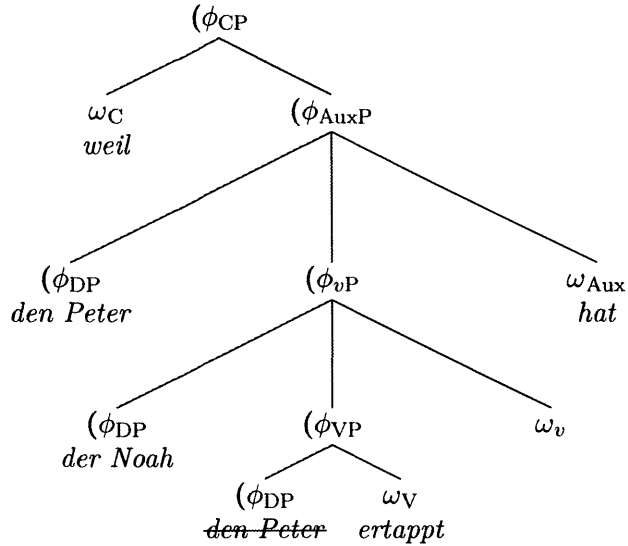 (ϕCP
ωC (ϕAuxP
weil
(ϕDP (ϕvP ωAux
den Peter hat
(ϕDP (ϕVP ωv
der Noah
(ϕDP ωV
den Peter ertappt